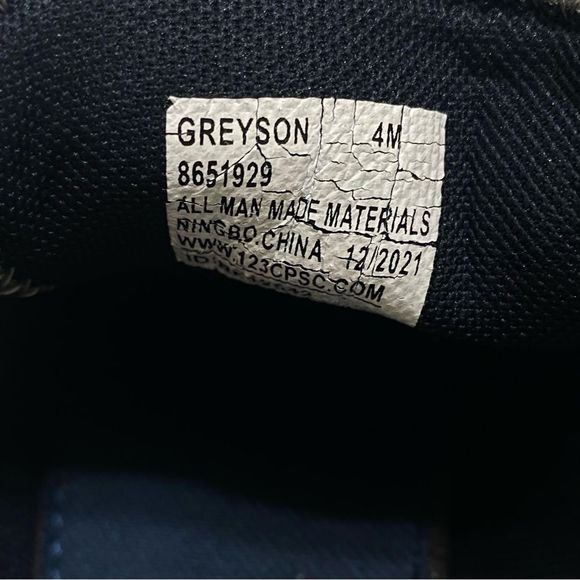 GREYSON 4M
8651929
ALL MAN MADE MATERIALS
NINGBO.CHINA 12/2021
WWW.123CPSC.COM